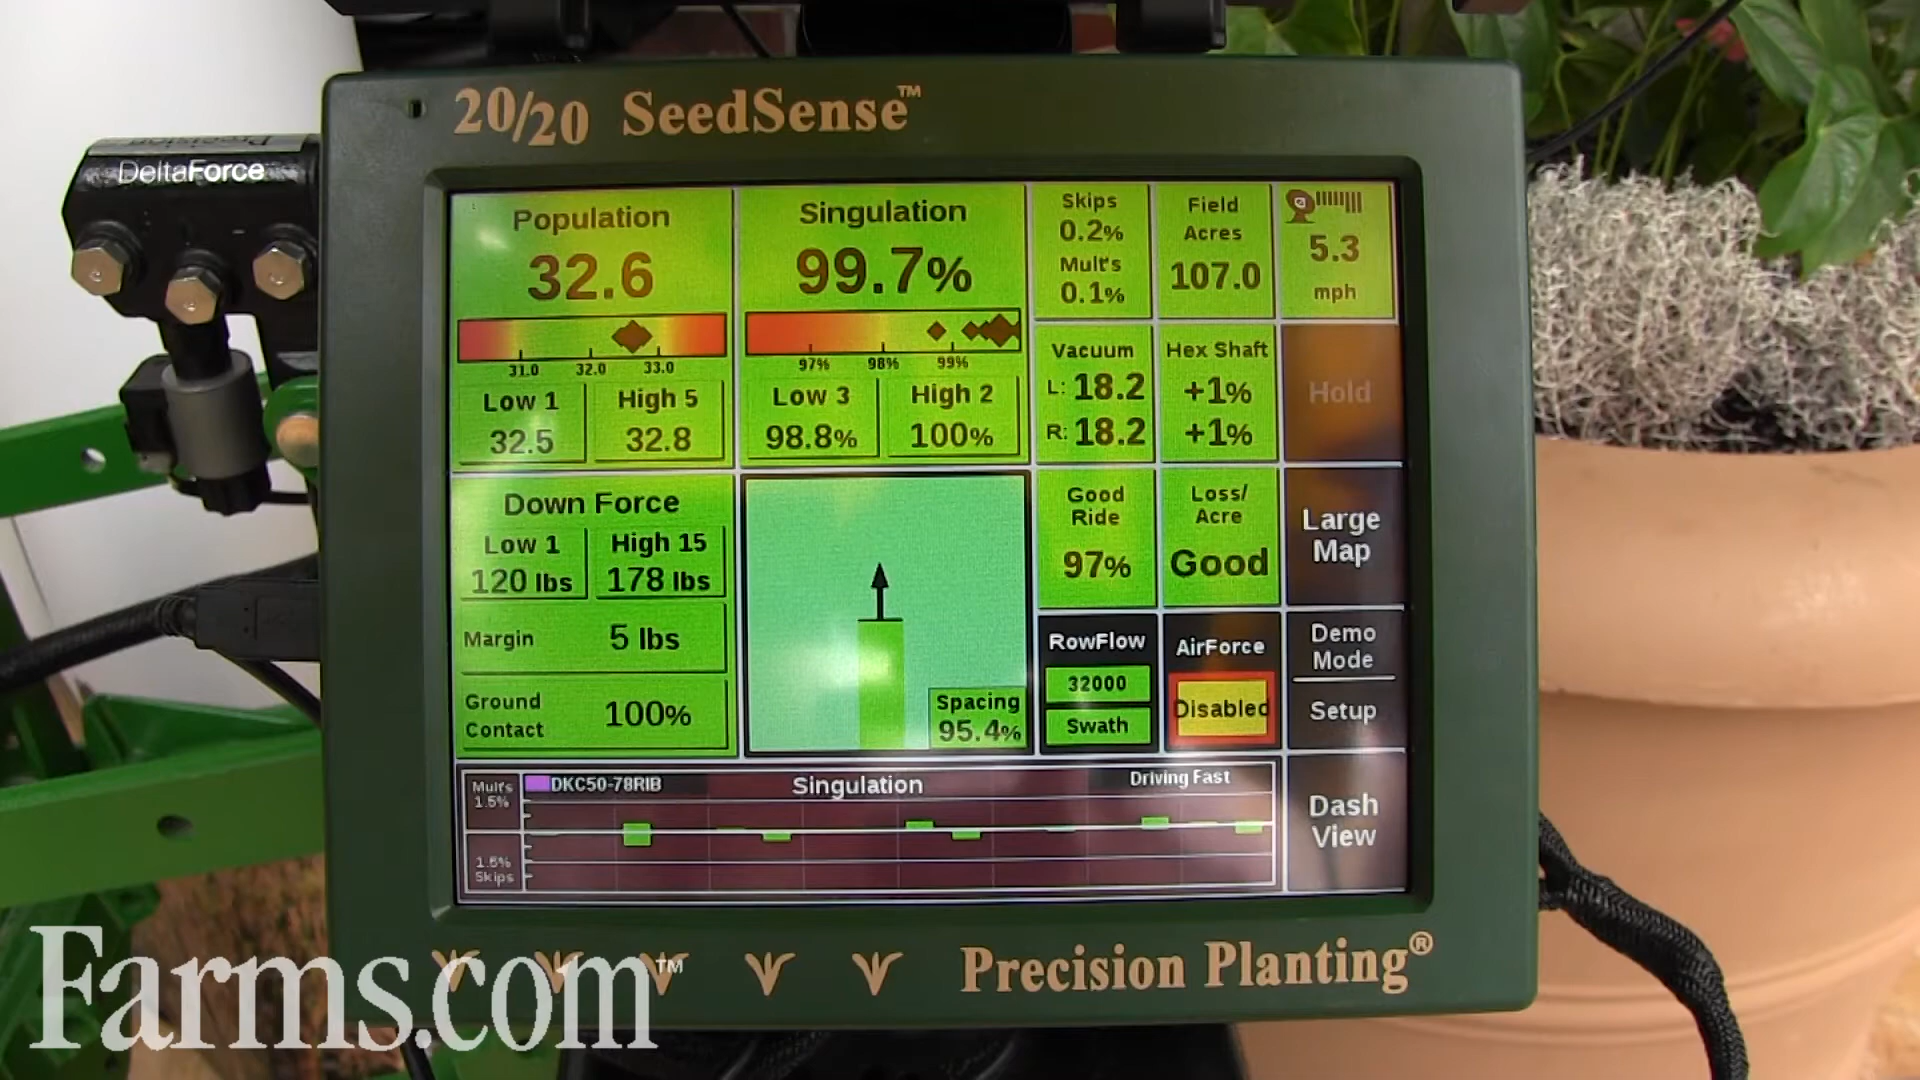 20/20 SeedSense™
DeltaForce
Population
32.6
31.0 32.0 33.0
Low 1
32.5
High 5
32.8
Singulation
99.7%
97% 98% 99%
Low 3
98.8%
High 2
100%
Skips
0.2%
Mult's
0.1%
Field
Acres
107.0
5.3
mph
Vacuum
L: 18.2
R: 18.2
Hex Shaft
+1%
+1%
Hold
Down Force
Low 1
120 lbs
High 15
178 lbs
Margin 5 lbs
Ground
Contact
100%
Spacing
95.4%
Good
Ride
97%
Loss/
Acre
Good
Large
Map
RowFlow
32000
Swath
AirForce
Disabled
Demo
Mode
Setup
Mult's
1.5%
DKC50-78RIB
Singulation
Driving Fast
1.5%
Skips
Dash
View
Precision Planting®
Farms.com™